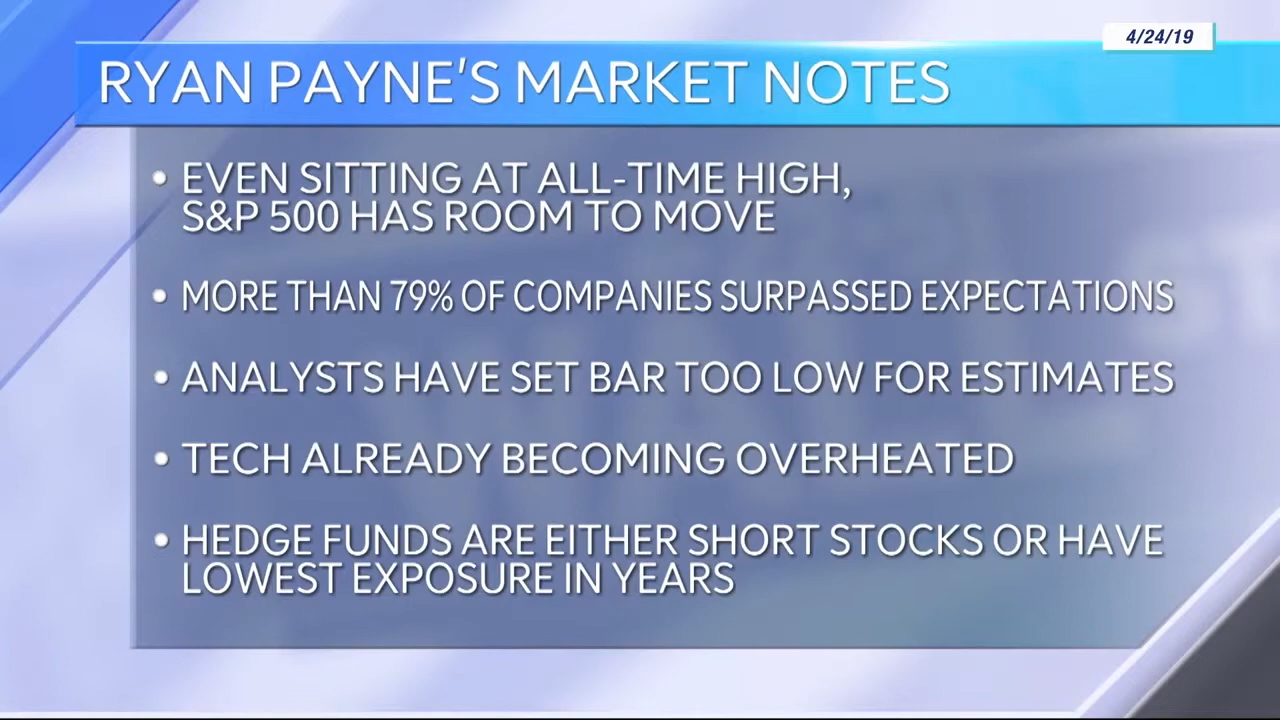 4/24/19
RYAN PAYNE'S MARKET NOTES
• EVEN SITTING AT ALL-TIME HIGH,
S&P 500 HAS ROOM TO MOVE
• MORE THAN 79% OF COMPANIES SURPASSED EXPECTATIONS
• ANALYSTS HAVE SET BAR TOO LOW FOR ESTIMATES
• TECH ALREADY BECOMING OVERHEATED
• HEDGE FUNDS ARE EITHER SHORT STOCKS OR HAVE
LOWEST EXPOSURE IN YEARS